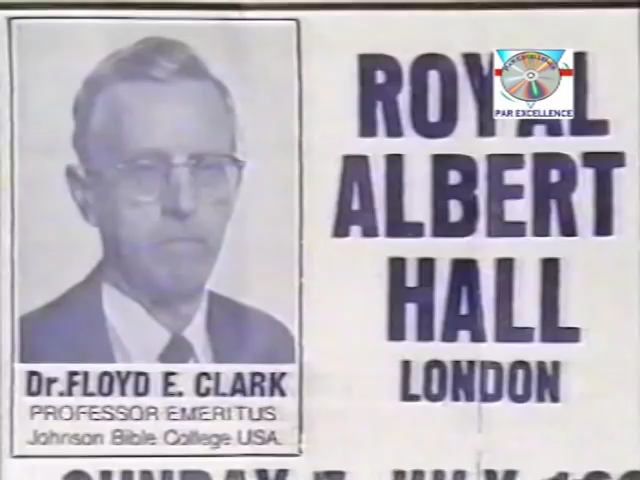 PAR EXCELLENCE
ROYAL
ALBERT
HALL
LONDON
Dr.FLOYD E. CLARK
PROFESSOR EMERITUS
Johnson Bible College USA.